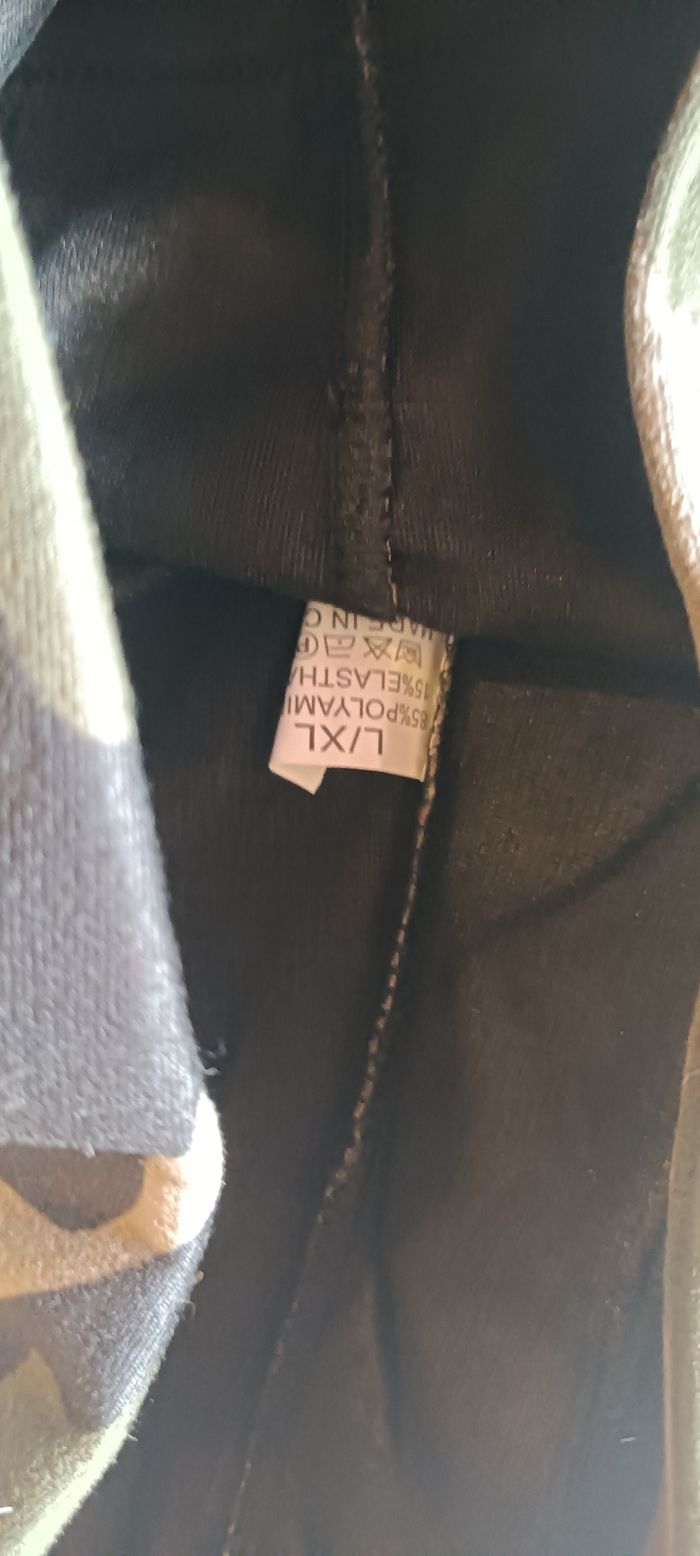 L/XL
85%POLYAMI
15%ELASTHA
MADE IN C